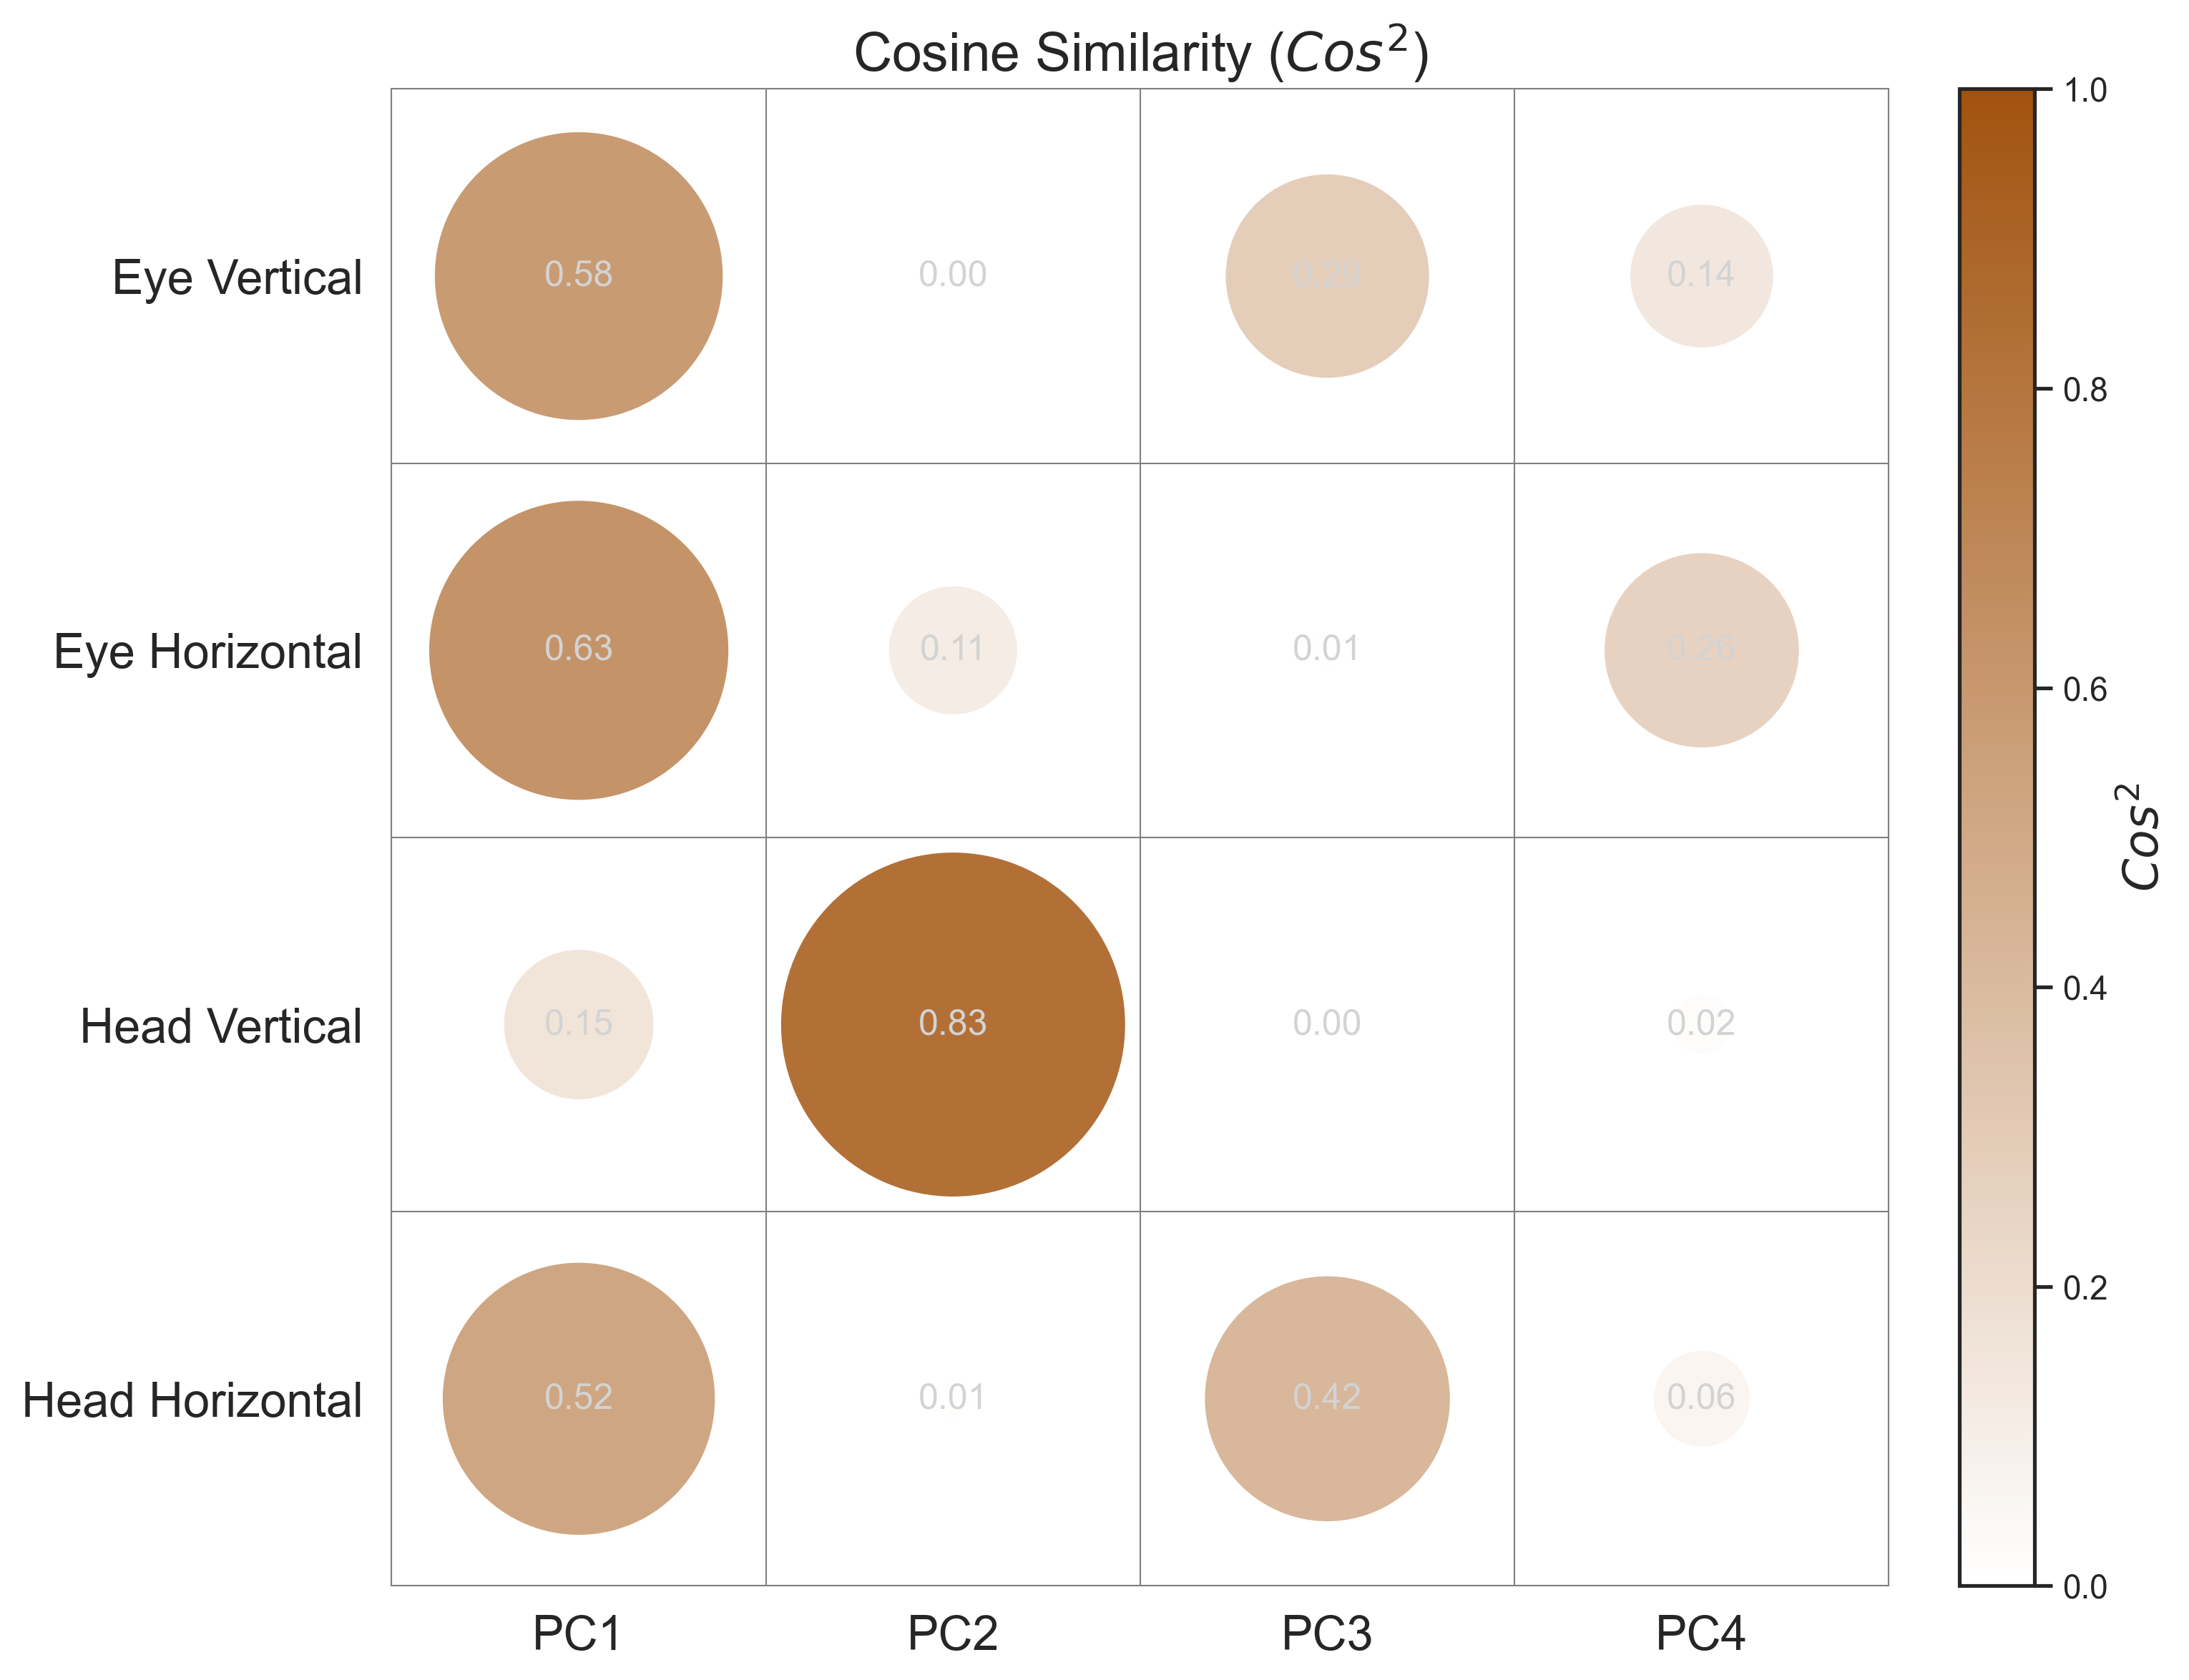 Cosine Similarity (Cos²)
Eye Vertical
0.58
0.00
0.14
Eye Horizontal
0.63
0.11
0.01
0.26
Head Vertical
0.15
0.83
0.00
0.02
Head Horizontal
0.52
0.01
0.42
0.06
PC1
PC2
PC3
PC4
1.0
0.8
0.6
0.4
0.2
0.0
Cos²